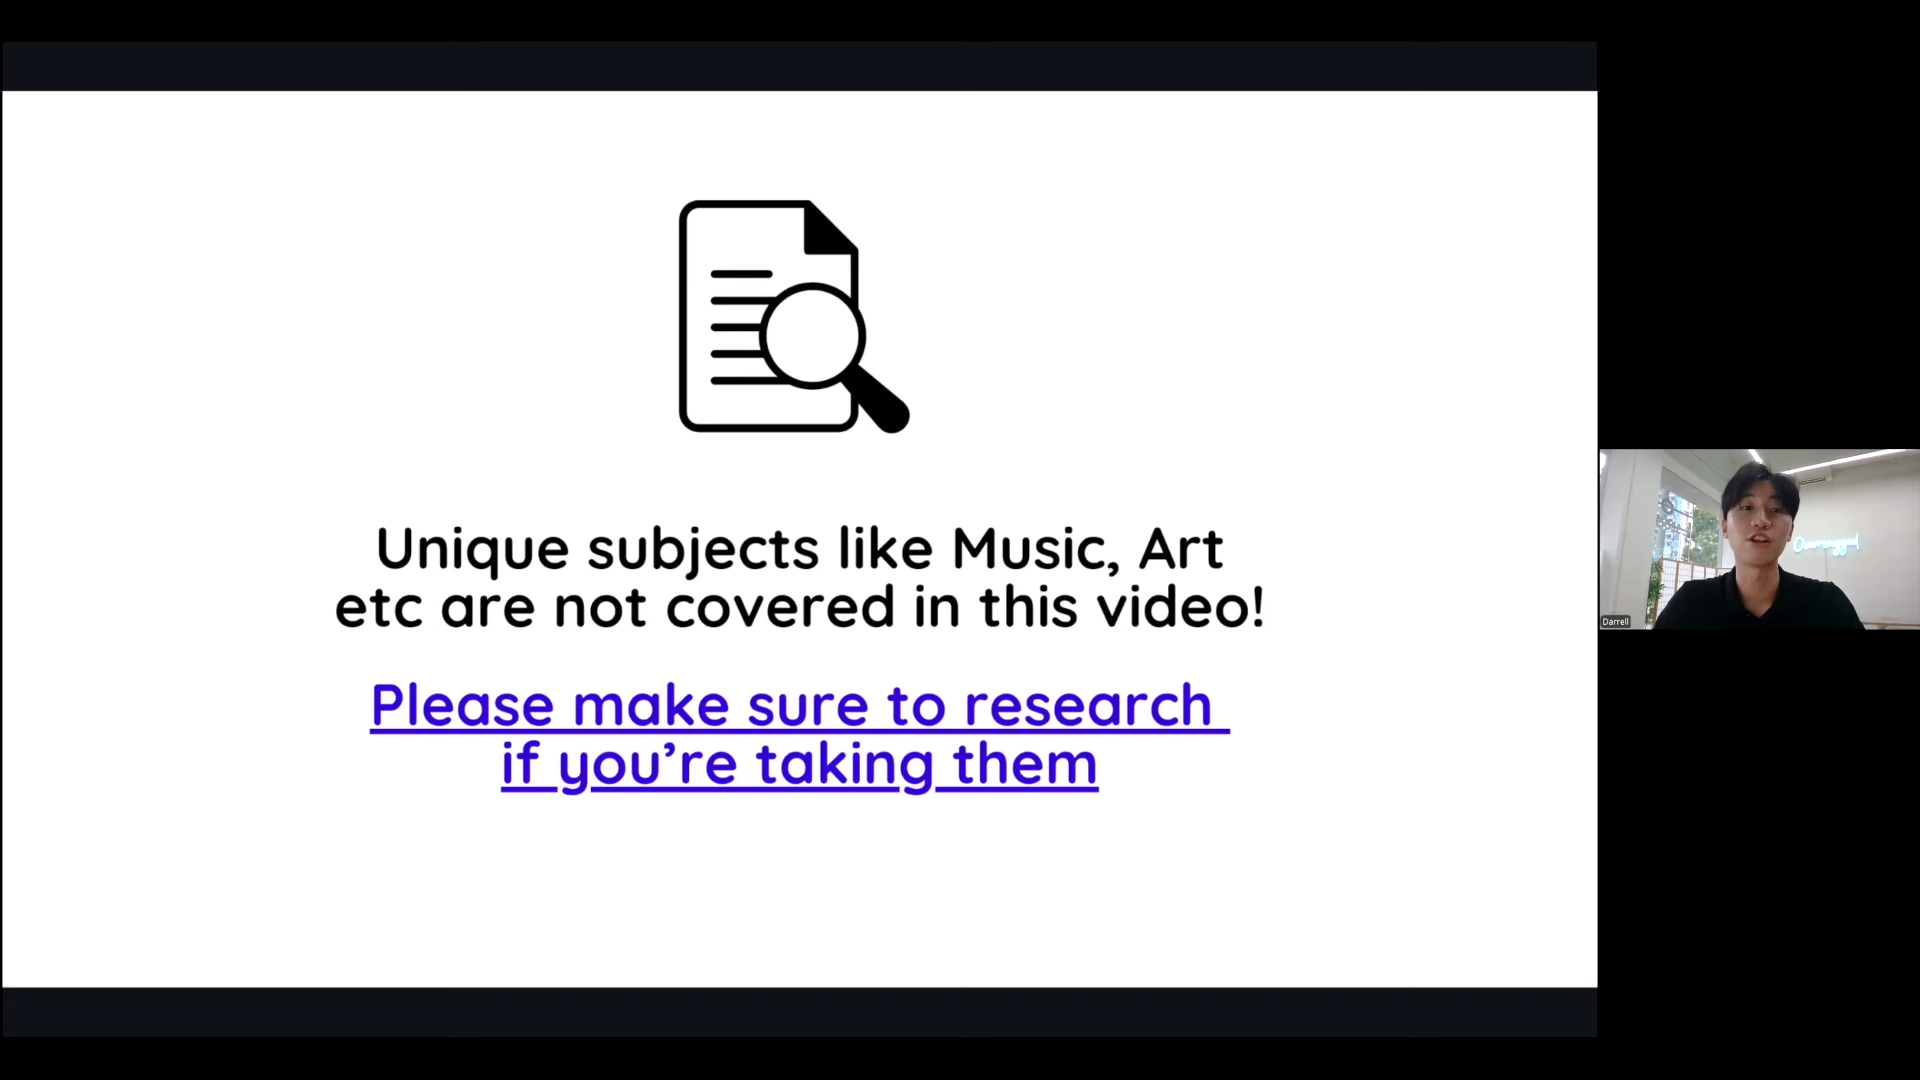 Unique subjects like Music, Art
etc are not covered in this video!
Please make sure to research
if you’re taking them
Darrell
Overmugged